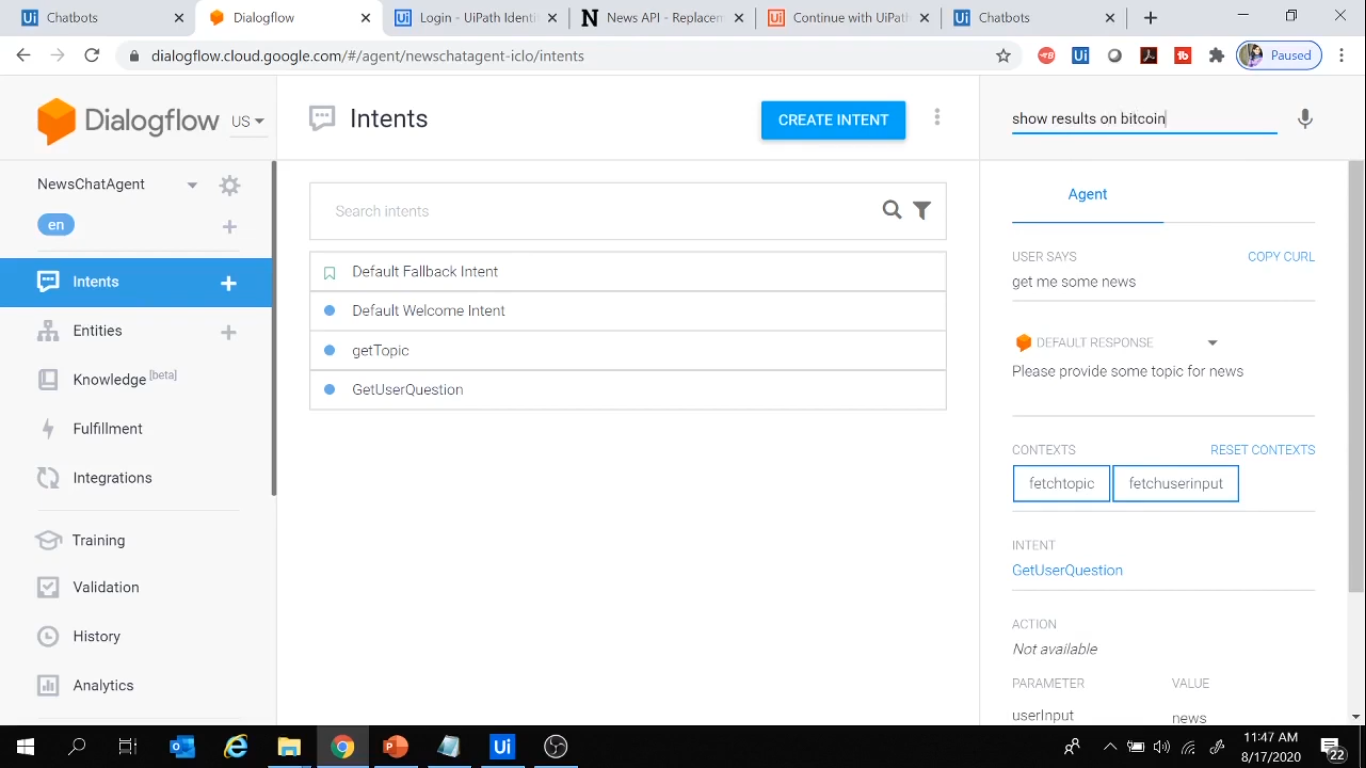 Chatbots
Dialogflow
Login - UiPath Identi
News API - Replacem
Continue with UiPath
Chatbots
dialogflow.cloud.google.com/#/agent/newschatagent-iclo/intents
Paused
Dialogflow
US
Intents
CREATE INTENT
show results on bitcoin
NewsChatAgent
en
Search intents
Agent
Intents
Default Fallback Intent
USER SAYS COPY CURL
get me some news
Default Welcome Intent
Entities
DEFAULT RESPONSE
getTopic
Please provide some topic for news
Knowledge [beta]
GetUserQuestion
Fulfillment
CONTEXTS RESET CONTEXTS
Integrations
fetchtopic fetchuserinput
Training
INTENT
GetUserQuestion
Validation
ACTION
History
Not available
Analytics
PARAMETER VALUE
userInput news
11:47 AM
8/17/2020
22